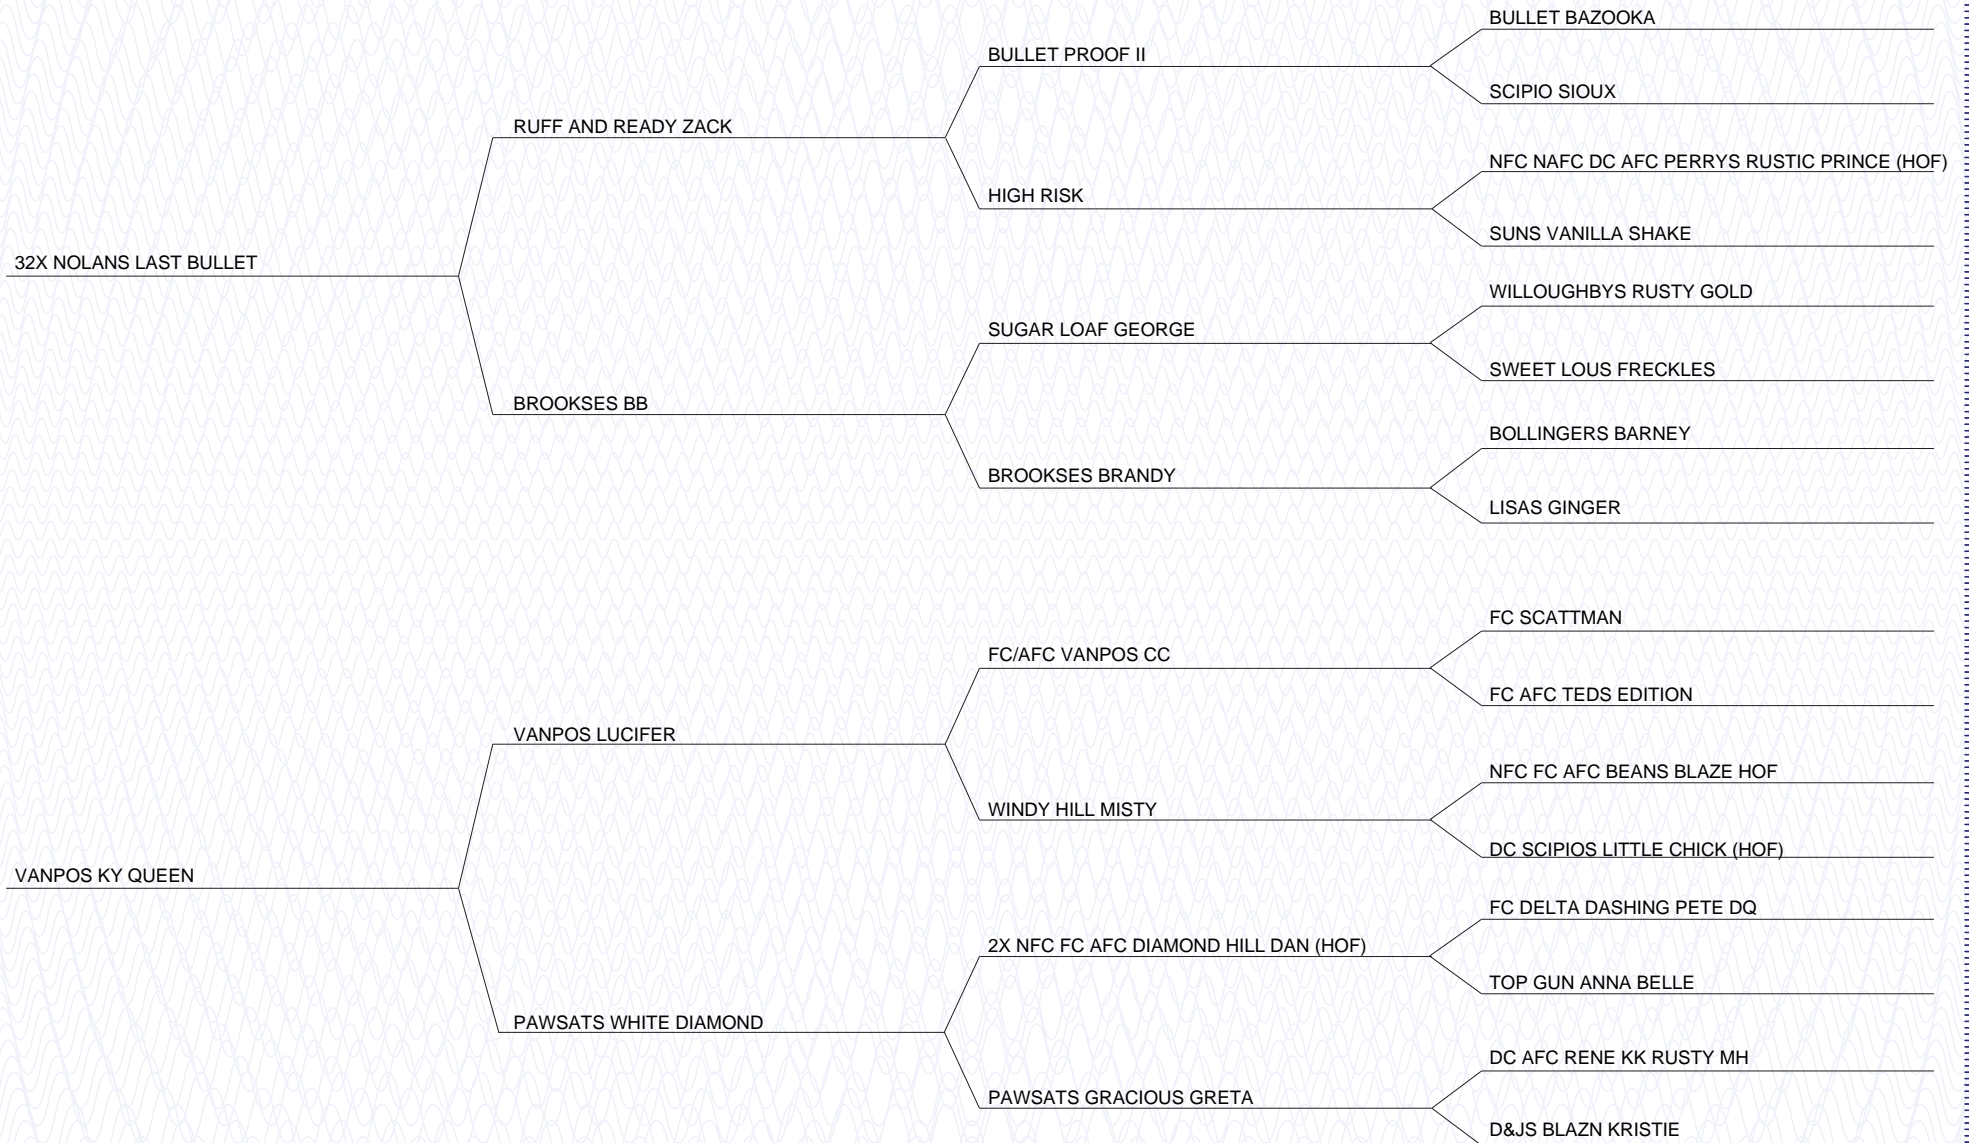 BULLET BAZOOKA
BULLET PROOF II
SCIPIO SIOUX
RUFF AND READY ZACK
NFC NAFC DC AFC PERRYS RUSTIC PRINCE (HOF)
HIGH RISK
SUNS VANILLA SHAKE
32X NOLANS LAST BULLET
WILLOUGHBYS RUSTY GOLD
SUGAR LOAF GEORGE
SWEET LOUS FRECKLES
BROOKSES BB
BOLLINGERS BARNEY
BROOKSES BRANDY
LISAS GINGER
FC SCATTMAN
FC/AFC VANPOS CC
FC AFC TEDS EDITION
VANPOS LUCIFER
NFC FC AFC BEANS BLAZE HOF
WINDY HILL MISTY
DC SCIPIOS LITTLE CHICK (HOF)
VANPOS KY QUEEN
FC DELTA DASHING PETE DQ
2X NFC FC AFC DIAMOND HILL DAN (HOF)
TOP GUN ANNA BELLE
PAWSATS WHITE DIAMOND
DC AFC RENE KK RUSTY MH
PAWSATS GRACIOUS GRETA
D&JS BLAZN KRISTIE